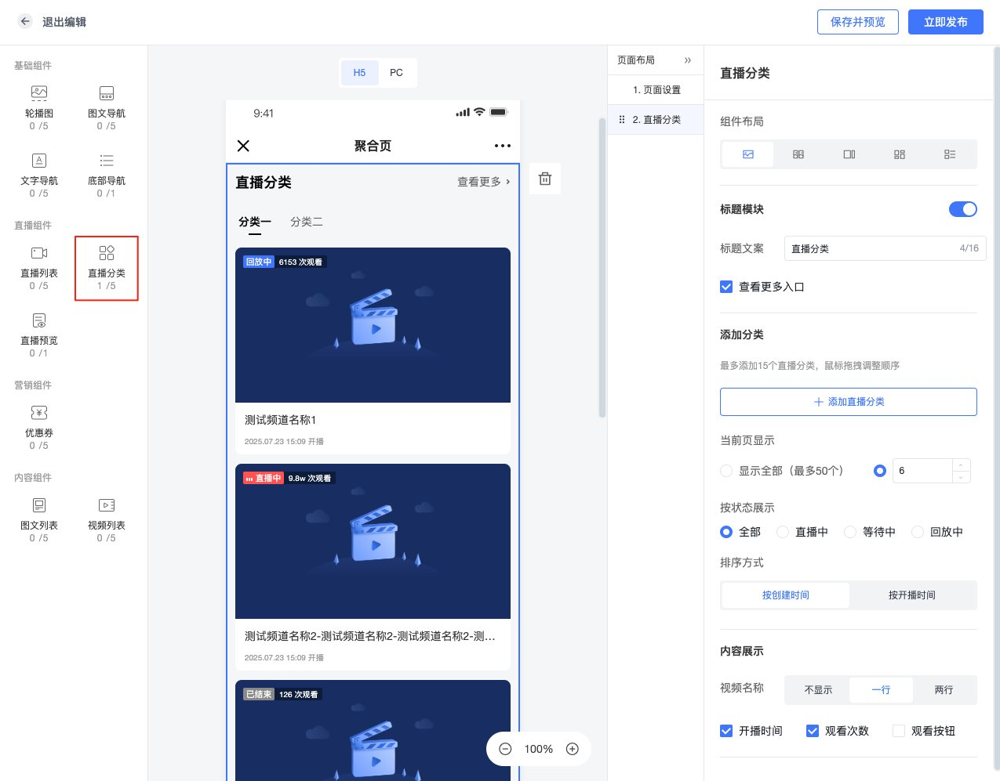 退出编辑
保存并预览
立即发布
基础组件
轮播图
0 /5
图文导航
0 /5
文字导航
0 /5
底部导航
0 /1
直播组件
直播列表
0 /5
直播分类
1 /5
直播预览
0 /1
营销组件
优惠券
0 /5
内容组件
图文列表
0 /5
视频列表
0 /5
H5
PC
9:41
聚合页
直播分类
查看更多
分类一
分类二
回放中 6153 次观看
测试频道名称1
2025.07.23 15:09 开播
直播中 9.8w 次观看
测试频道名称2-测试频道名称2-测试频道名称2-测...
2025.07.23 15:09 开播
已结束 126 次观看
100%
页面布局
1. 页面设置
2. 直播分类
直播分类
组件布局
标题模块
标题文案
直播分类
4/16
查看更多入口
添加分类
最多添加15个直播分类，鼠标拖拽调整顺序
添加直播分类
当前页显示
显示全部（最多50个）
6
按状态展示
全部
直播中
等待中
回放中
排序方式
按创建时间
按开播时间
内容展示
视频名称
不显示
一行
两行
开播时间
观看次数
观看按钮